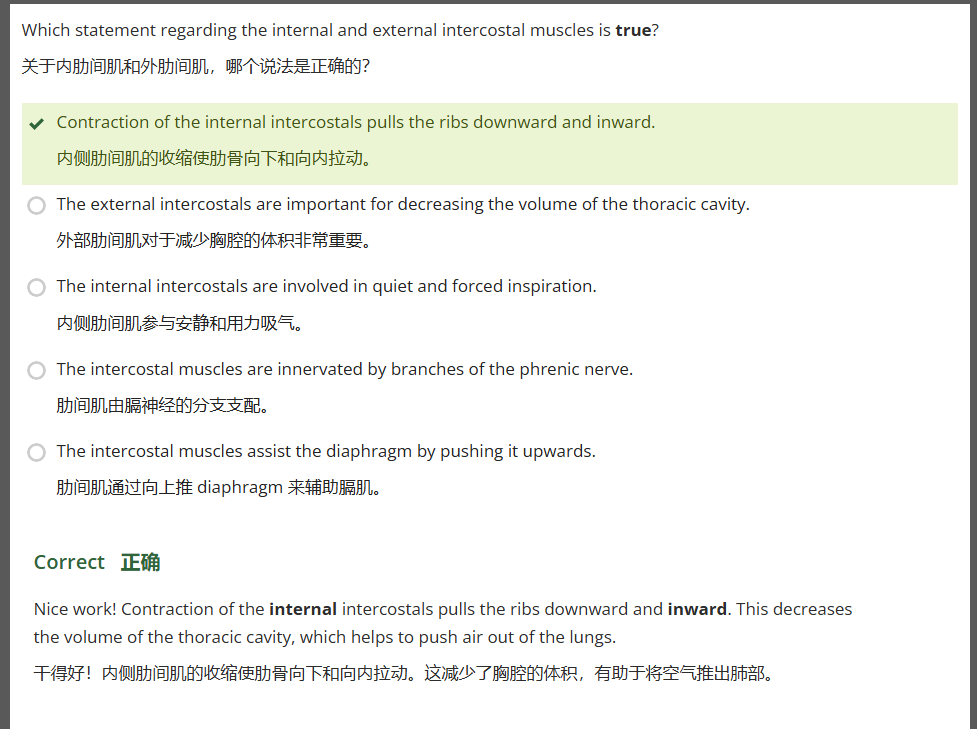 Which statement regarding the internal and external intercostal muscles is true?
关于内肋间肌和外肋间肌，哪个说法是正确的？
Contraction of the internal intercostals pulls the ribs downward and inward.
内侧肋间肌的收缩使肋骨向下和向内拉动。
The external intercostals are important for decreasing the volume of the thoracic cavity.
外部肋间肌对于减少胸腔的体积非常重要。
The internal intercostals are involved in quiet and forced inspiration.
内侧肋间肌参与安静和用力吸气。
The intercostal muscles are innervated by branches of the phrenic nerve.
肋间肌由膈神经的分支支配。
The intercostal muscles assist the diaphragm by pushing it upwards.
肋间肌通过向上推 diaphragm 来辅助膈肌。
Correct 正确
Nice work! Contraction of the internal intercostals pulls the ribs downward and inward. This decreases
the volume of the thoracic cavity, which helps to push air out of the lungs.
干得好！内侧肋间肌的收缩使肋骨向下和向内拉动。这减少了胸腔的体积，有助于将空气推出肺部。